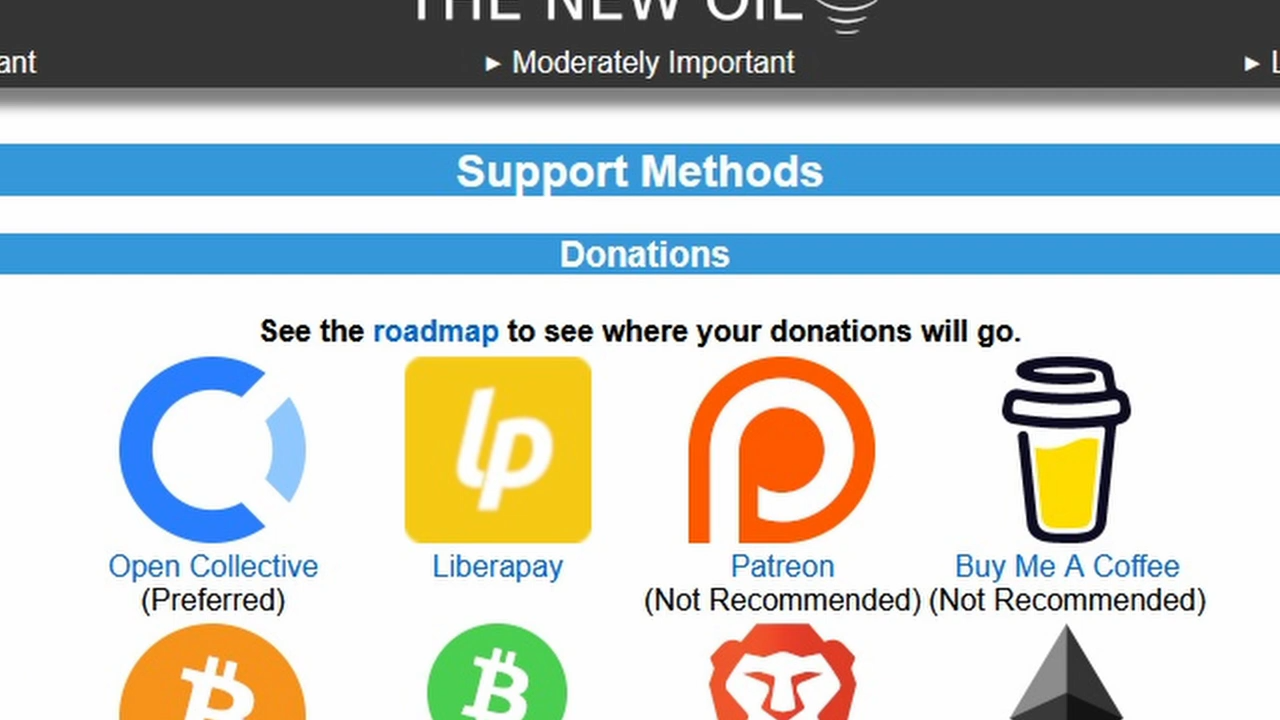 THE NEW OIL
▸ Moderately Important
Support Methods
Donations
See the roadmap to see where your donations will go.
lp
Open Collective
Liberapay
Patreon
Buy Me A Coffee
(Preferred)
(Not Recommended)
(Not Recommended)